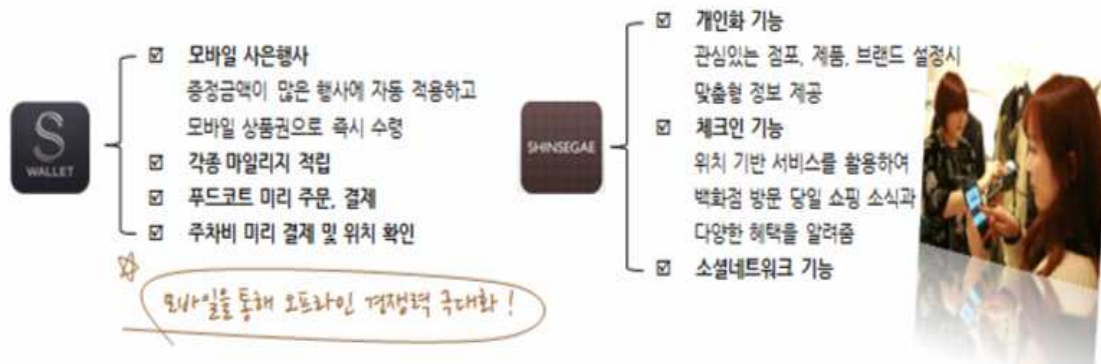 S
WALLET
☑ 모바일 사은행사
증정금액이 많은 행사에 자동 적용하고
모바일 상품권으로 즉시 수령
☑ 각종 마일리지 적립
☑ 푸드코트 미리 주문, 결제
☑ 주차비 미리 결제 및 위치 확인
☆ 모바일을 통해 오프라인 경쟁력 극대화 !
SHINSEGAE
☑ 개인화 기능
관심있는 점포, 제품, 브랜드 설정시
맞춤형 정보 제공
☑ 체크인 기능
위치 기반 서비스를 활용하여
백화점 방문 당일 쇼핑 소식과
다양한 혜택을 알려줌
☑ 소셜네트워크 기능